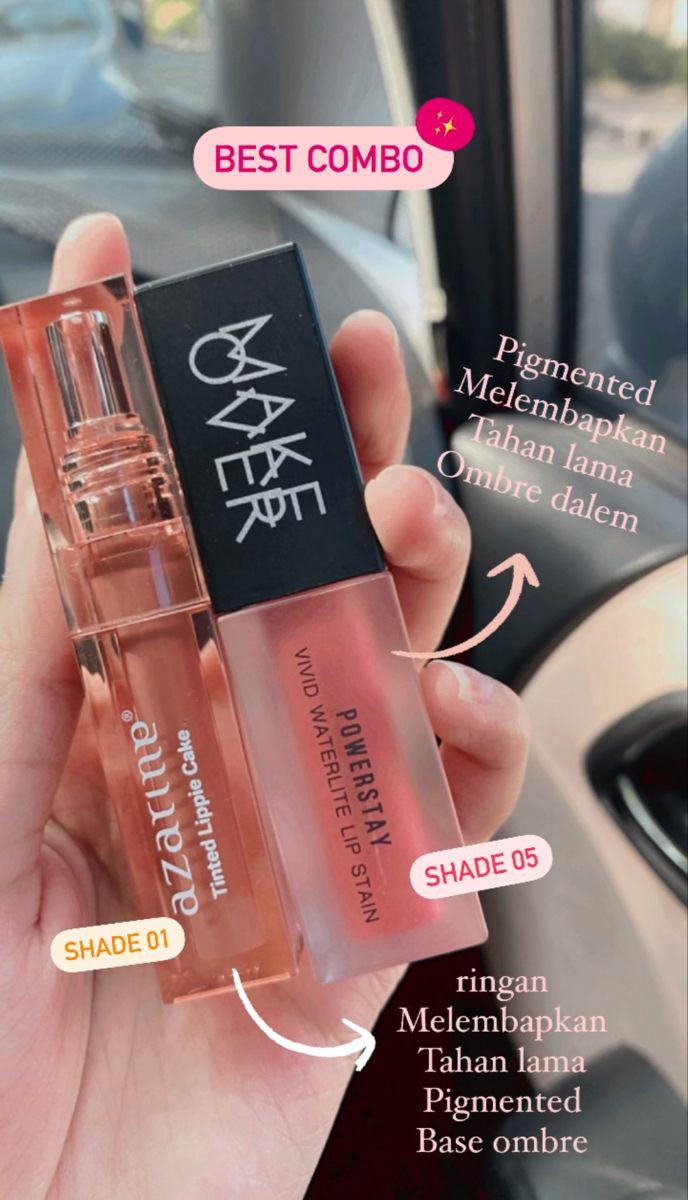 BEST COMBO
MAKE
OVER
Pigmented
Melembapkan
Tahan lama
Ombre dalem
azarine®
Tinted Lippie Cake
POWERSTAY
VIVID WATERLITE LIP STAIN
SHADE 05
SHADE 01
ringan
Melembapkan
Tahan lama
Pigmented
Base ombre